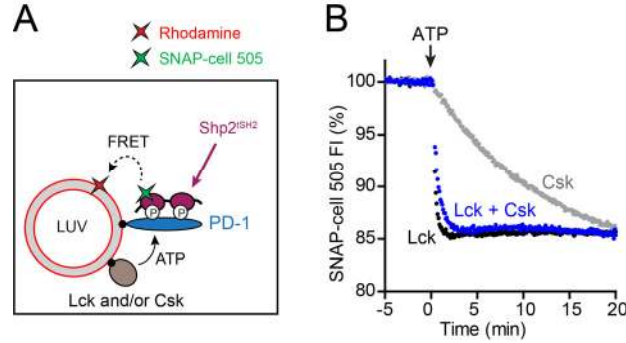 A
Rhodamine
SNAP-cell 505
FRET
Shp2tSH2
LUV
P
P
PD-1
ATP
Lck and/or Csk
B
ATP
SNAP-cell 505 FI (%)
100
95
90
85
80
Csk
Lck + Csk
Lck
-5
0
5
10
15
20
Time (min)